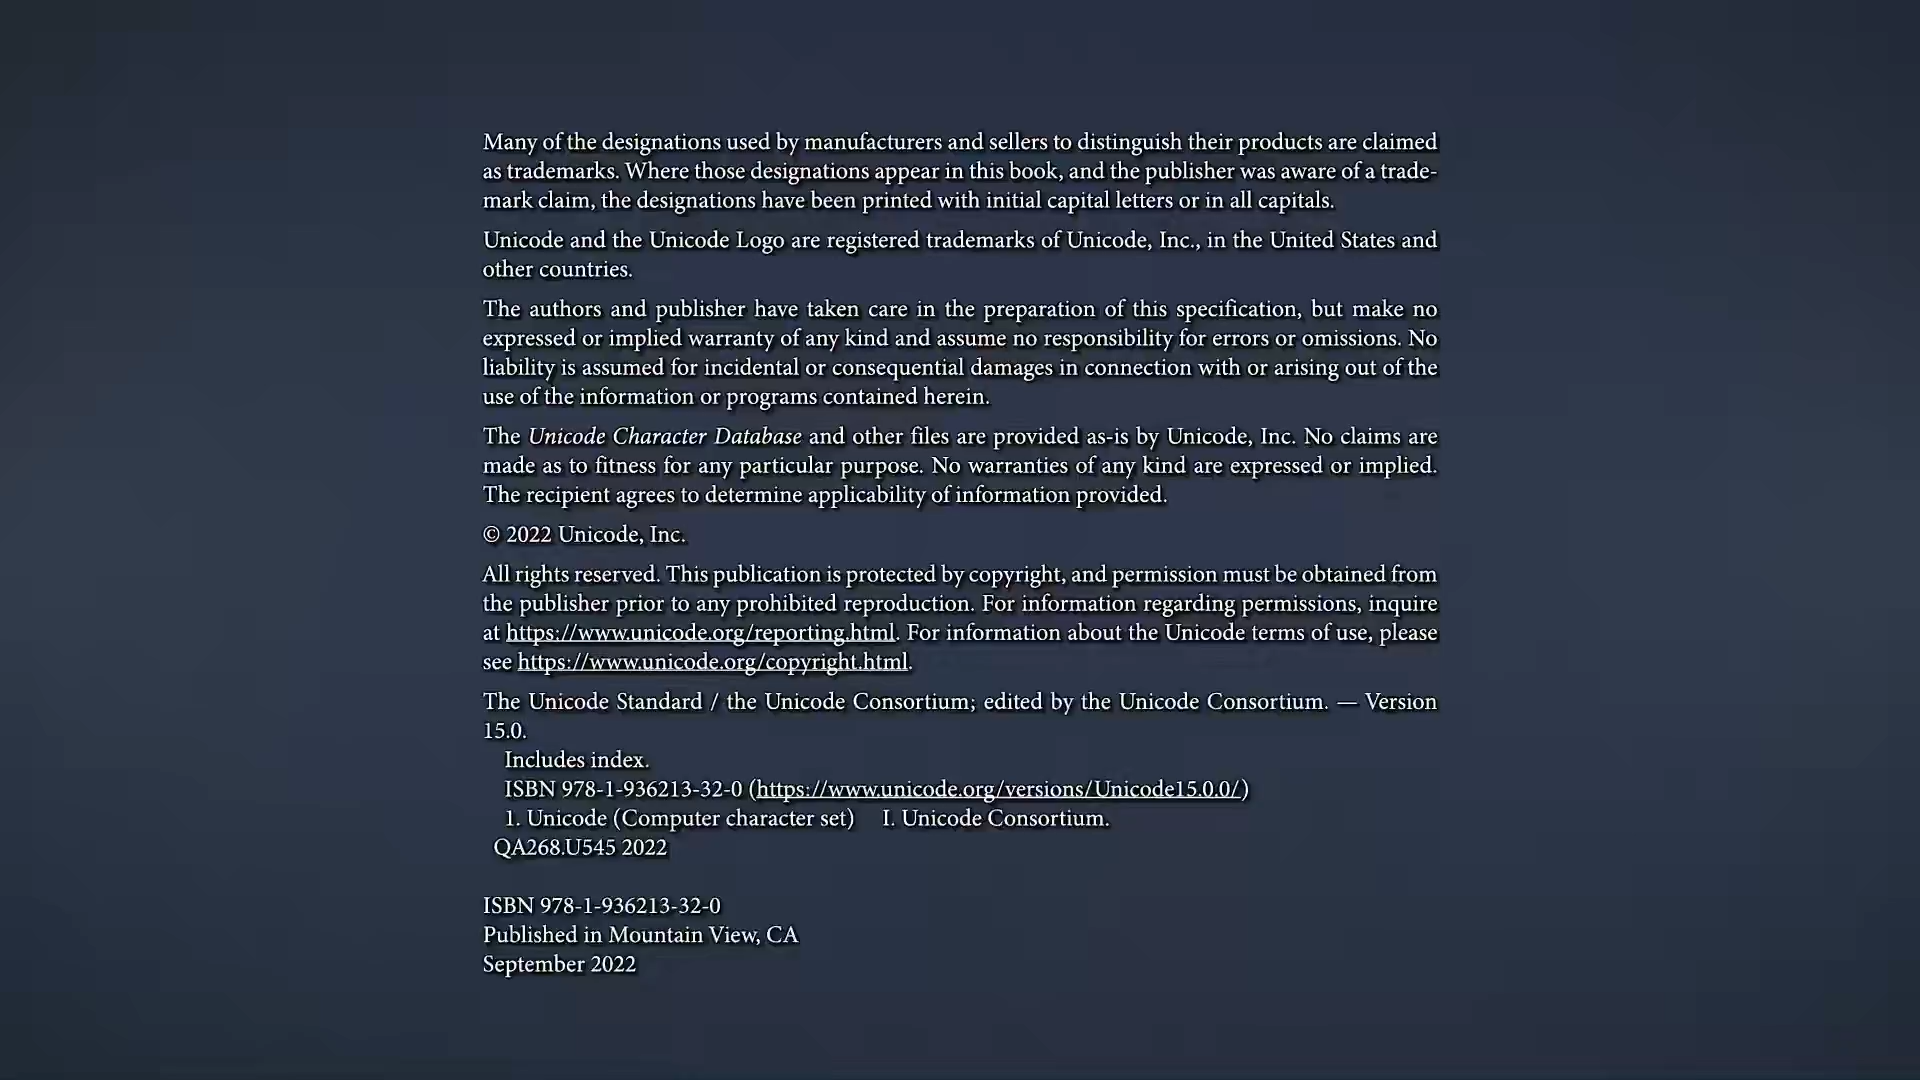 Many of the designations used by manufacturers and sellers to distinguish their products are claimed
as trademarks. Where those designations appear in this book, and the publisher was aware of a trade-
mark claim, the designations have been printed with initial capital letters or in all capitals.
Unicode and the Unicode Logo are registered trademarks of Unicode, Inc., in the United States and
other countries.
The authors and publisher have taken care in the preparation of this specification, but make no
expressed or implied warranty of any kind and assume no responsibility for errors or omissions. No
liability is assumed for incidental or consequential damages in connection with or arising out of the
use of the information or programs contained herein.
The Unicode Character Database and other files are provided as-is by Unicode, Inc. No claims are
made as to fitness for any particular purpose. No warranties of any kind are expressed or implied.
The recipient agrees to determine applicability of information provided.
© 2022 Unicode, Inc.
All rights reserved. This publication is protected by copyright, and permission must be obtained from
the publisher prior to any prohibited reproduction. For information regarding permissions, inquire
at https://www.unicode.org/reporting.html. For information about the Unicode terms of use, please
see https://www.unicode.org/copyright.html.
The Unicode Standard / the Unicode Consortium; edited by the Unicode Consortium. — Version
15.0.
Includes index.
ISBN 978-1-936213-32-0 (https://www.unicode.org/versions/Unicode15.0.0/)
1. Unicode (Computer character set) I. Unicode Consortium.
QA268.U545 2022
ISBN 978-1-936213-32-0
Published in Mountain View, CA
September 2022